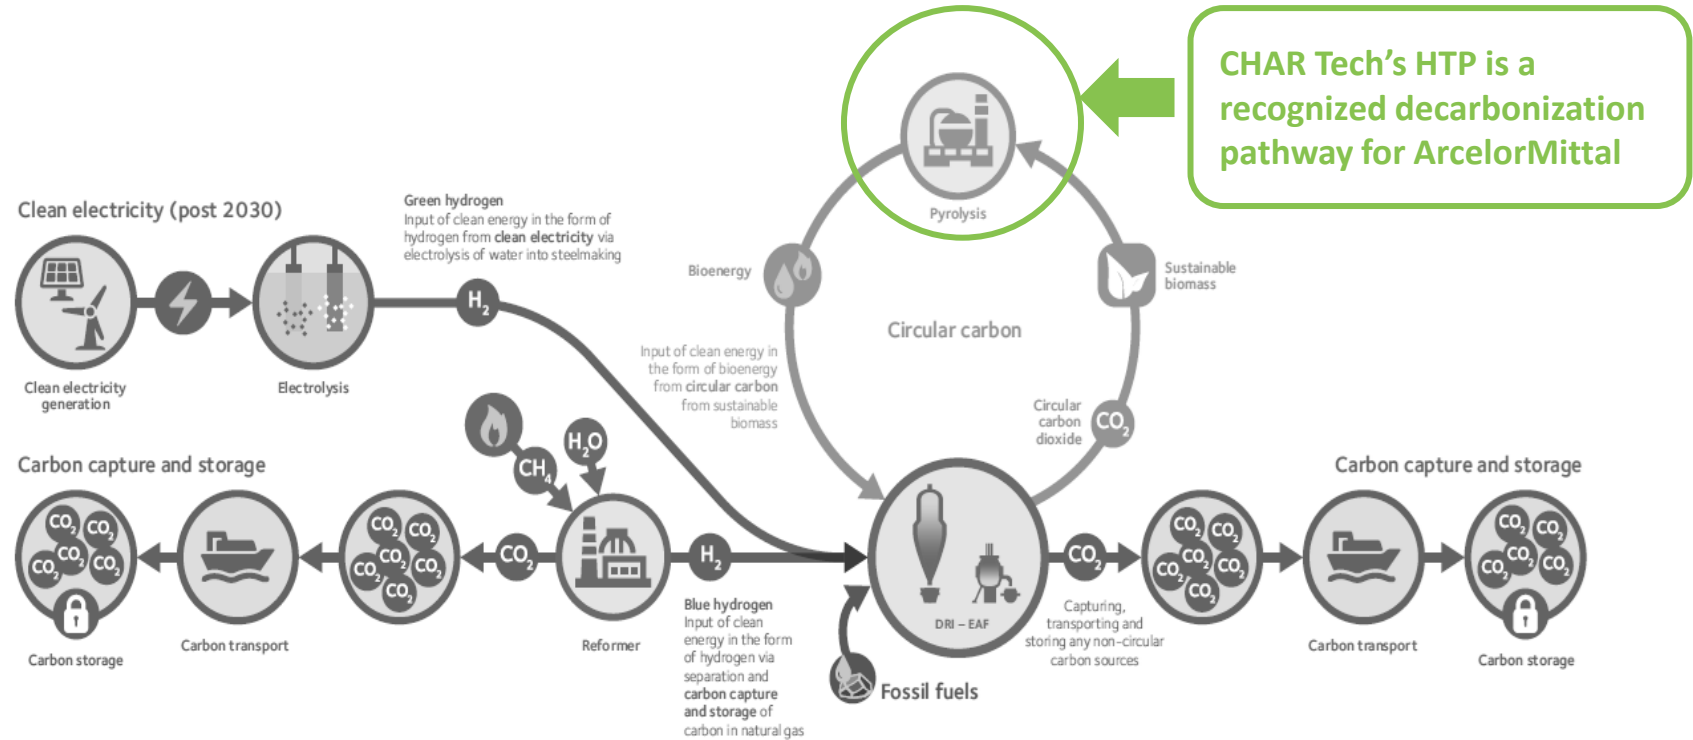 CHAR Tech’s HTP is a
recognized decarbonization
pathway for ArcelorMittal
Pyrolysis
Clean electricity (post 2030)
Clean electricity
generation
Electrolysis
Green hydrogen
Input of clean energy in the form of
hydrogen from clean electricity via
electrolysis of water into steelmaking
H2
Bioenergy
Sustainable
biomass
Circular carbon
Input of clean energy in
the form of bioenergy
from circular carbon
from sustainable
biomass
Circular
carbon
dioxide
CO2
Carbon capture and storage
CO2
CO2
CO2
CO2
CO2
Carbon storage
Carbon transport
CO2
CO2
CO2
CO2
CO2
CO2
CO2
CH4
H2O
Reformer
H2
Blue hydrogen
Input of clean
energy in the form
of hydrogen via
separation and
carbon capture
and storage of
carbon in natural gas
DRI – EAF
Fossil fuels
CO2
Capturing,
transporting and
storing any non-circular
carbon sources
Carbon capture and storage
CO2
CO2
CO2
CO2
CO2
CO2
Carbon transport
CO2
CO2
CO2
CO2
CO2
Carbon storage